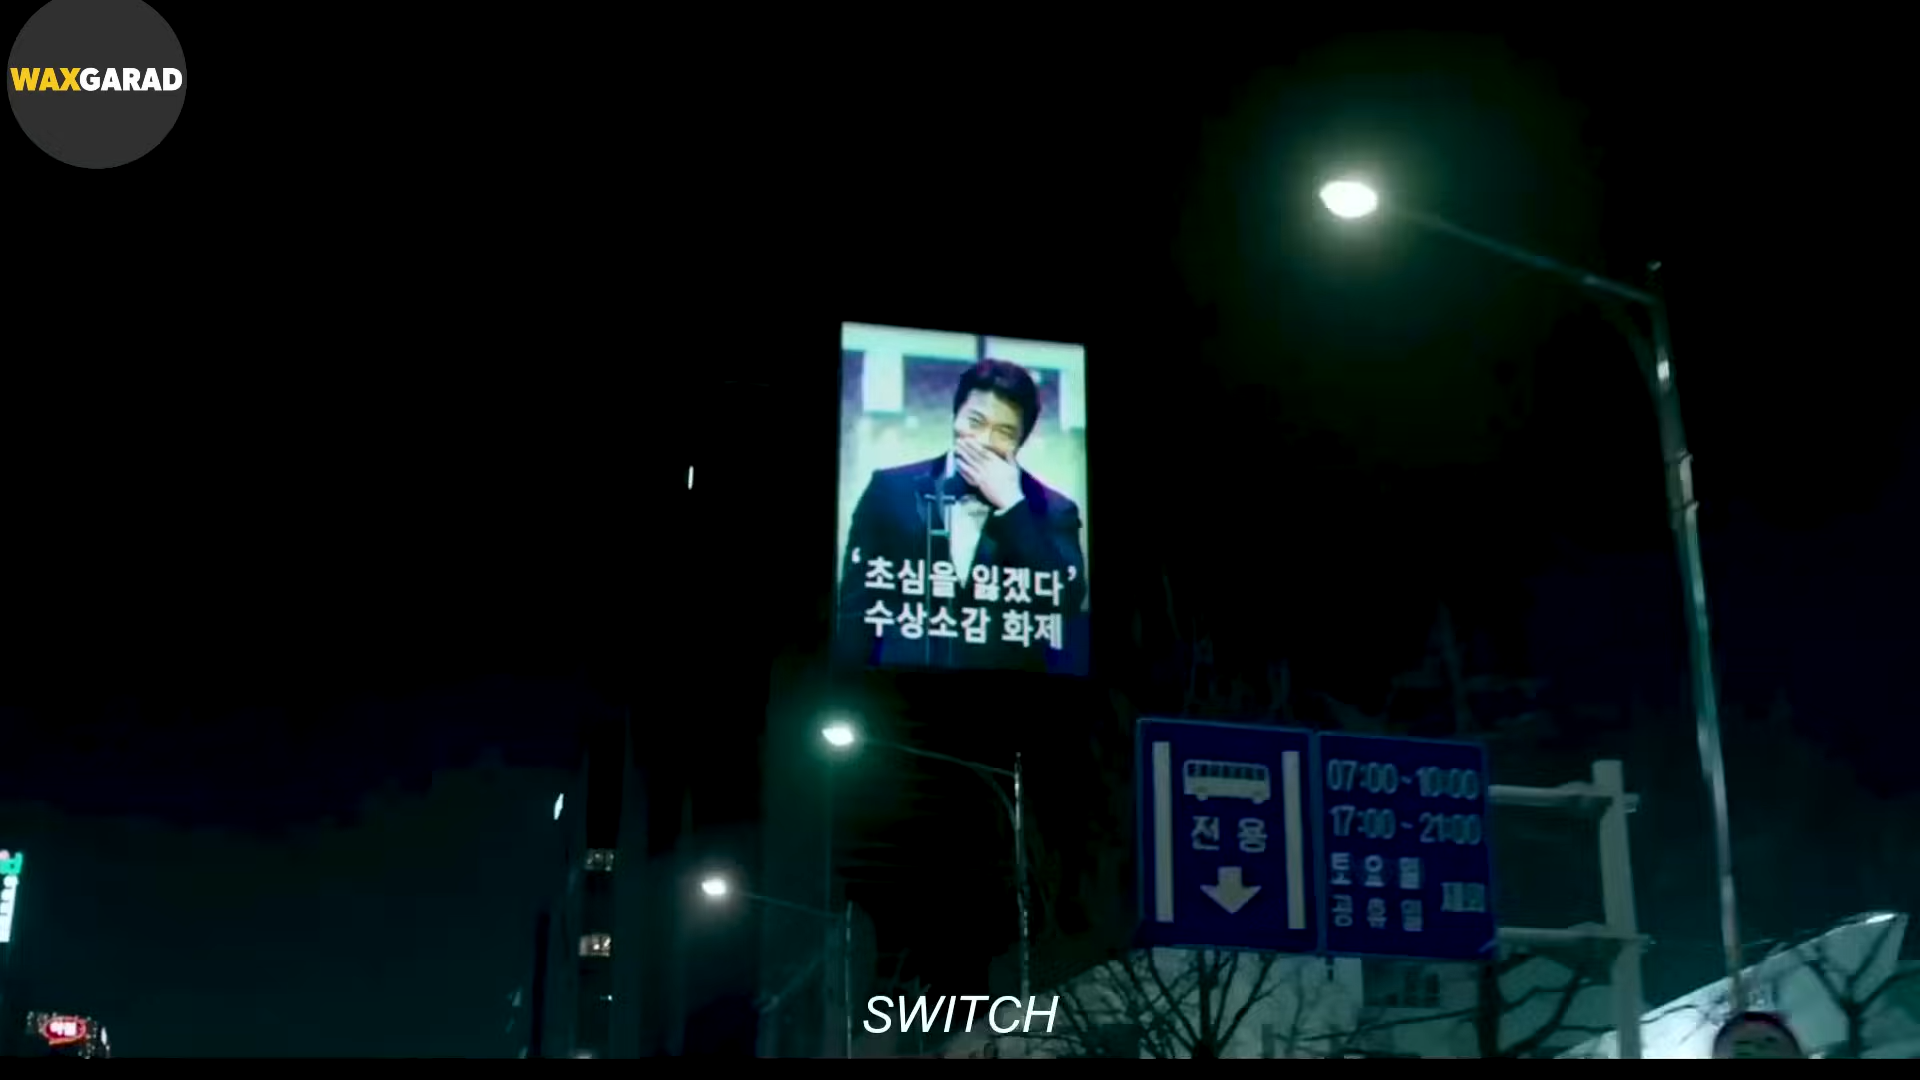 WAXGARAD
‘초심을 잃겠다’
수상소감 화제
전용
07:00~10:00
17:00~21:00
토요일
공휴일
제외
SWITCH